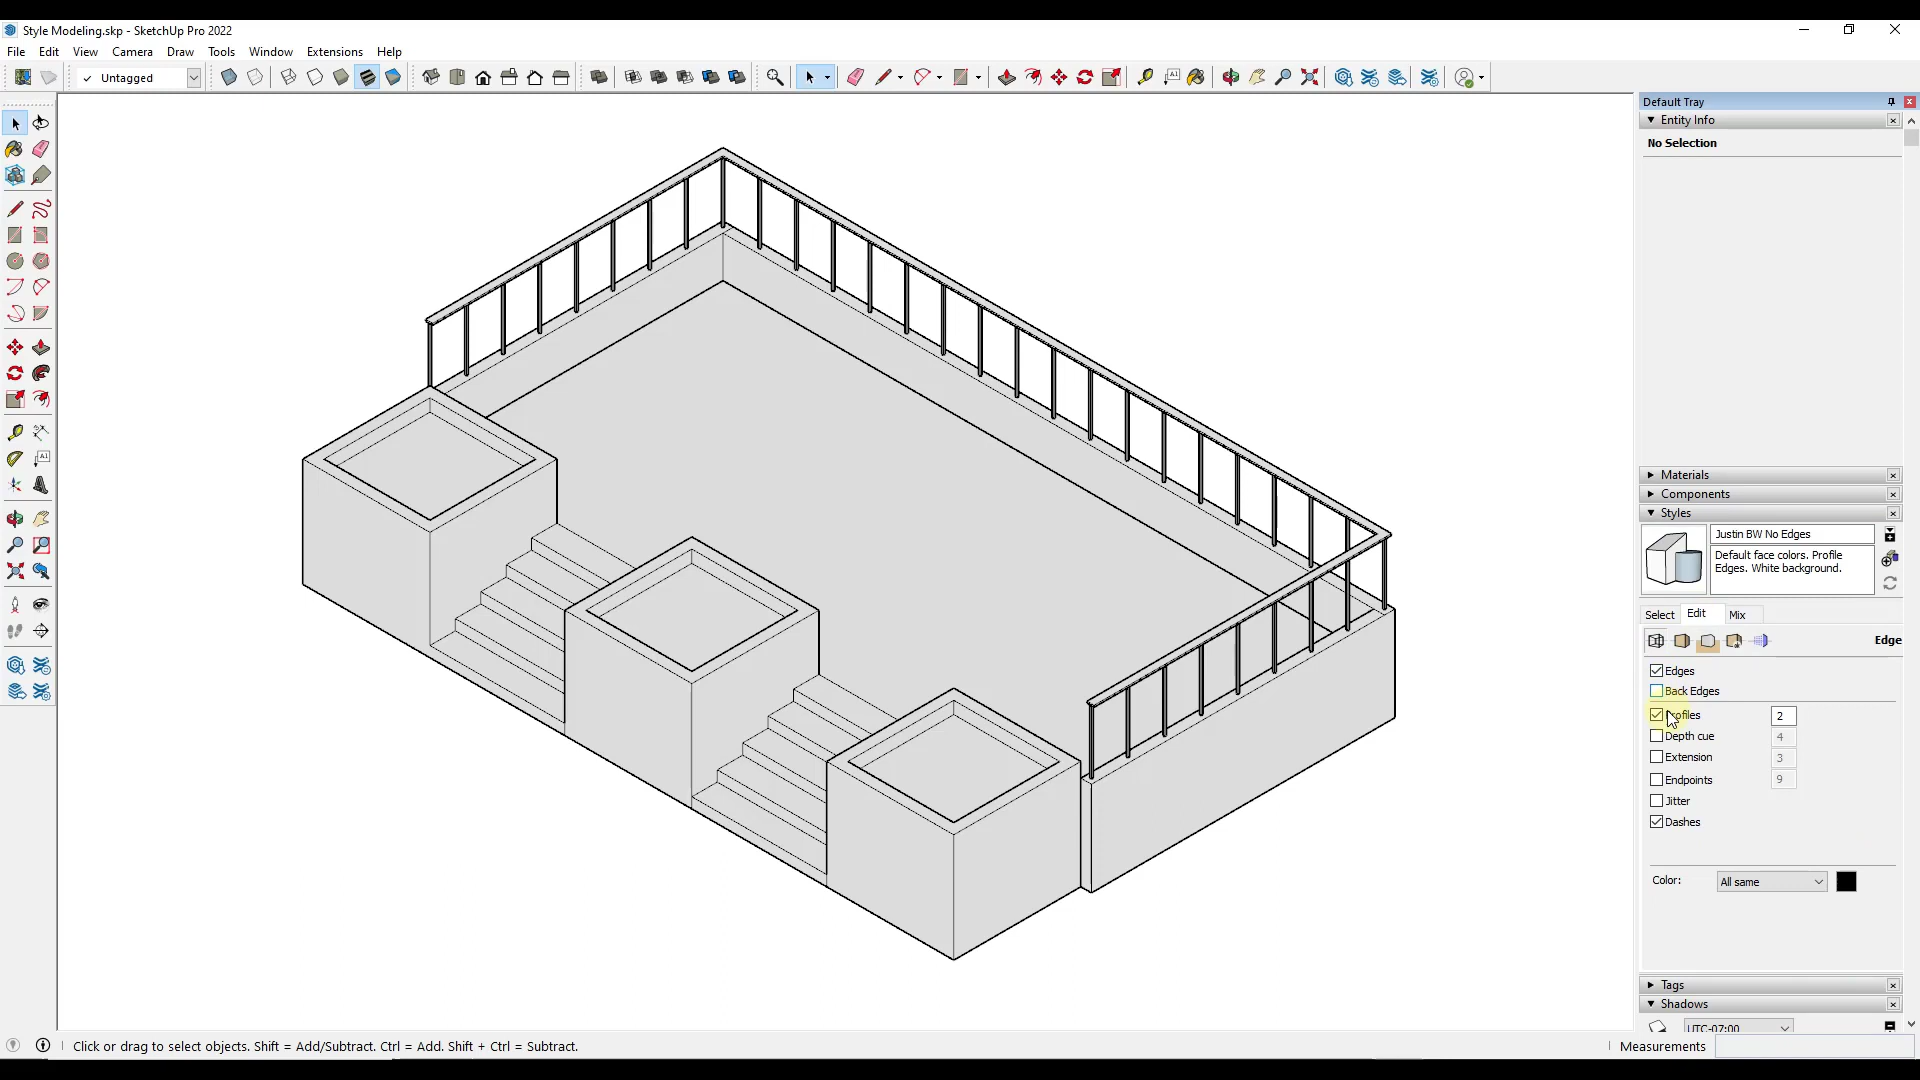 Style Modeling.skp - SketchUp Pro 2022
File Edit View Camera Draw Tools Window Extensions Help
Untagged
Default Tray
Entity Info
No Selection
Materials
Components
Styles
Justin BW No Edges
Default face colors. Profile
Edges. White background.
Select Edit Mix
Edge
Edges
Back Edges
Profiles 2
Depth cue 4
Extension 3
Endpoints 9
Jitter
Dashes
Color: All same
Tags
Shadows
UTC-07:00
Click or drag to select objects. Shift = Add/Subtract. Ctrl = Add. Shift + Ctrl = Subtract.
Measurements